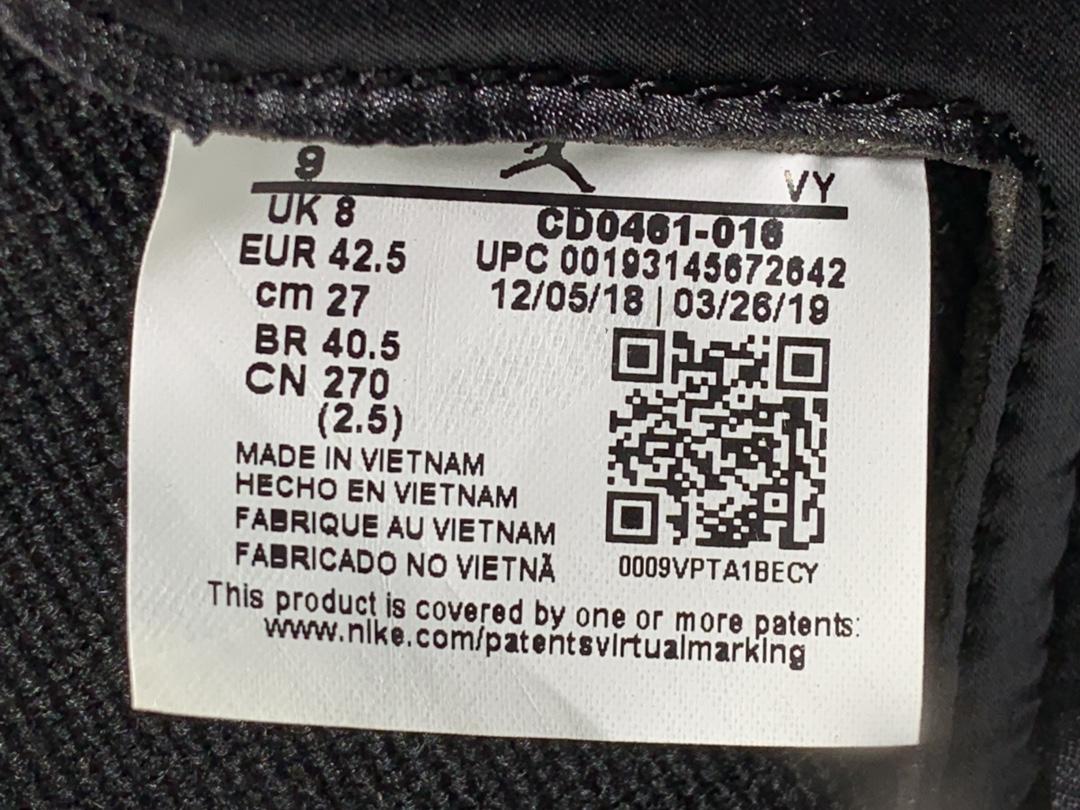 9
VY
UK 8
EUR 42.5
cm 27
BR 40.5
CN 270
(2.5)
CD0461-016
UPC 00193145672642
12/05/18 | 03/26/19
0009VPTA1BECY
MADE IN VIETNAM
HECHO EN VIETNAM
FABRIQUE AU VIETNAM
FABRICADO NO VIETNÃ
This product is covered by one or more patents:
www.nike.com/patentsvirtualmarking